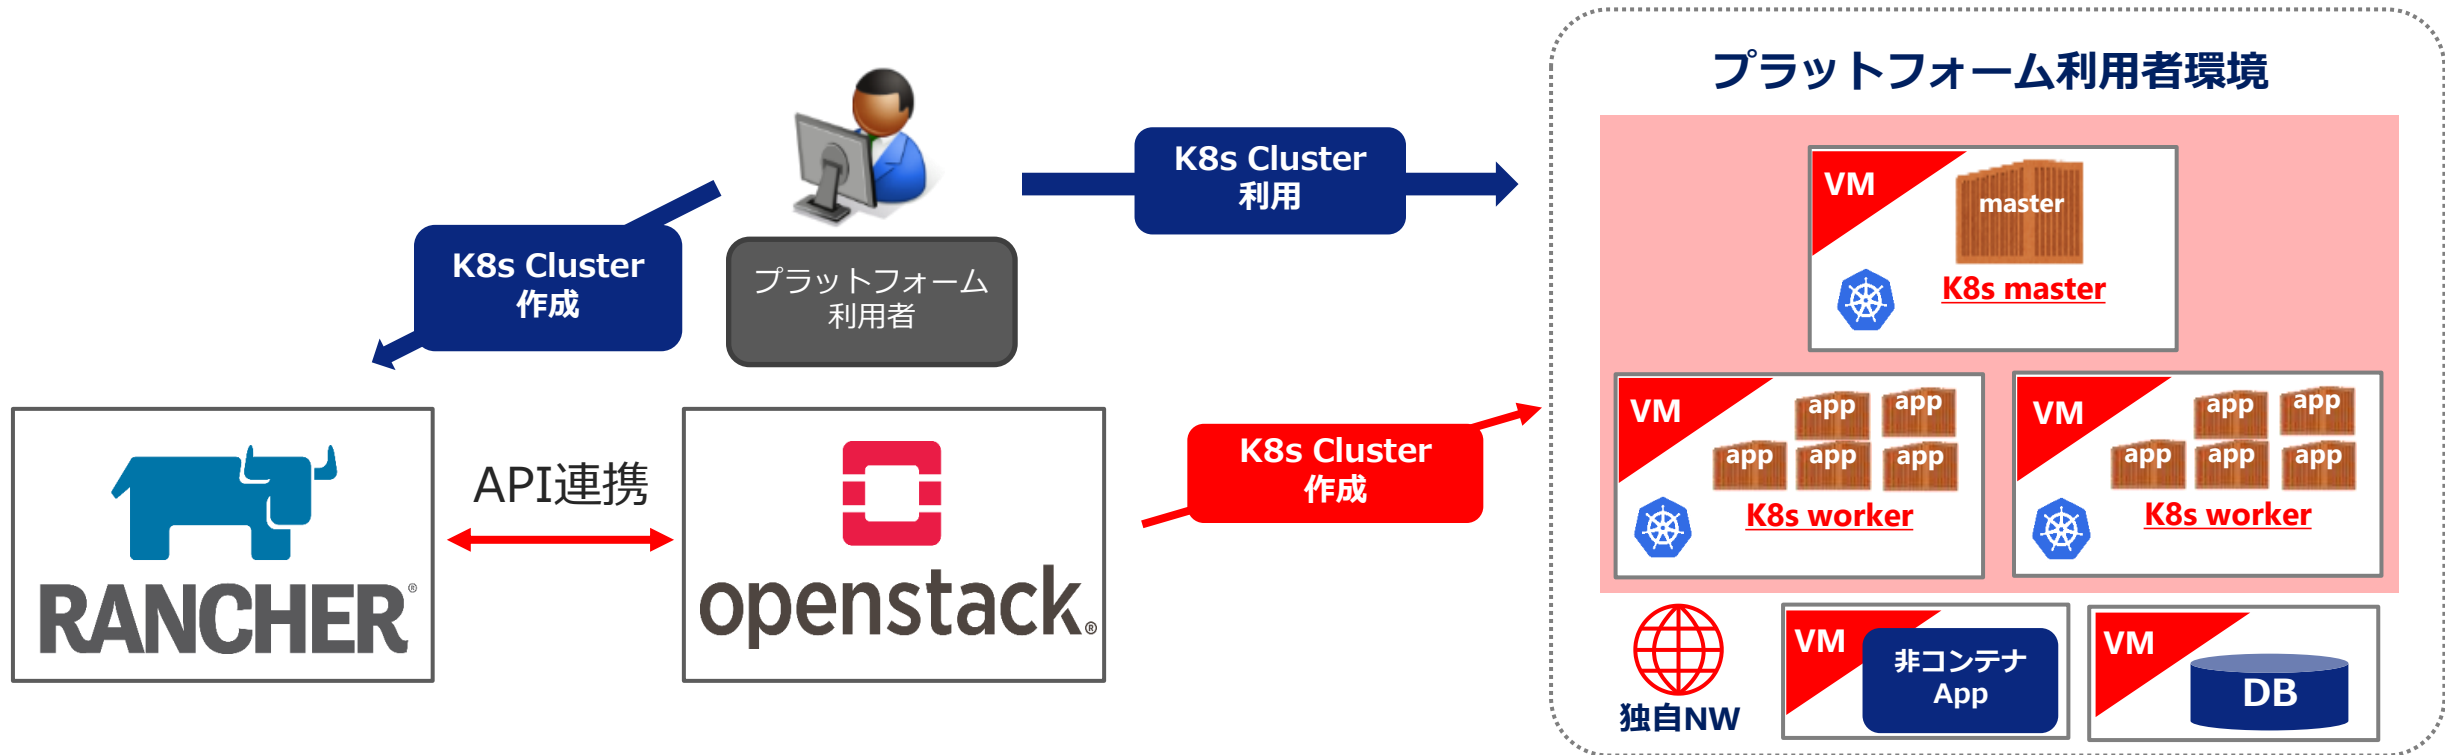 プラットフォーム利用者環境
K8s Cluster
利用
K8s Cluster
作成
プラットフォーム
利用者
RANCHER®
API連携
openstack®
K8s Cluster
作成
VM
master
K8s master
VM
app
app
app
app
app
K8s worker
VM
app
app
app
app
app
K8s worker
独自NW
VM
非コンテナ
App
VM
DB